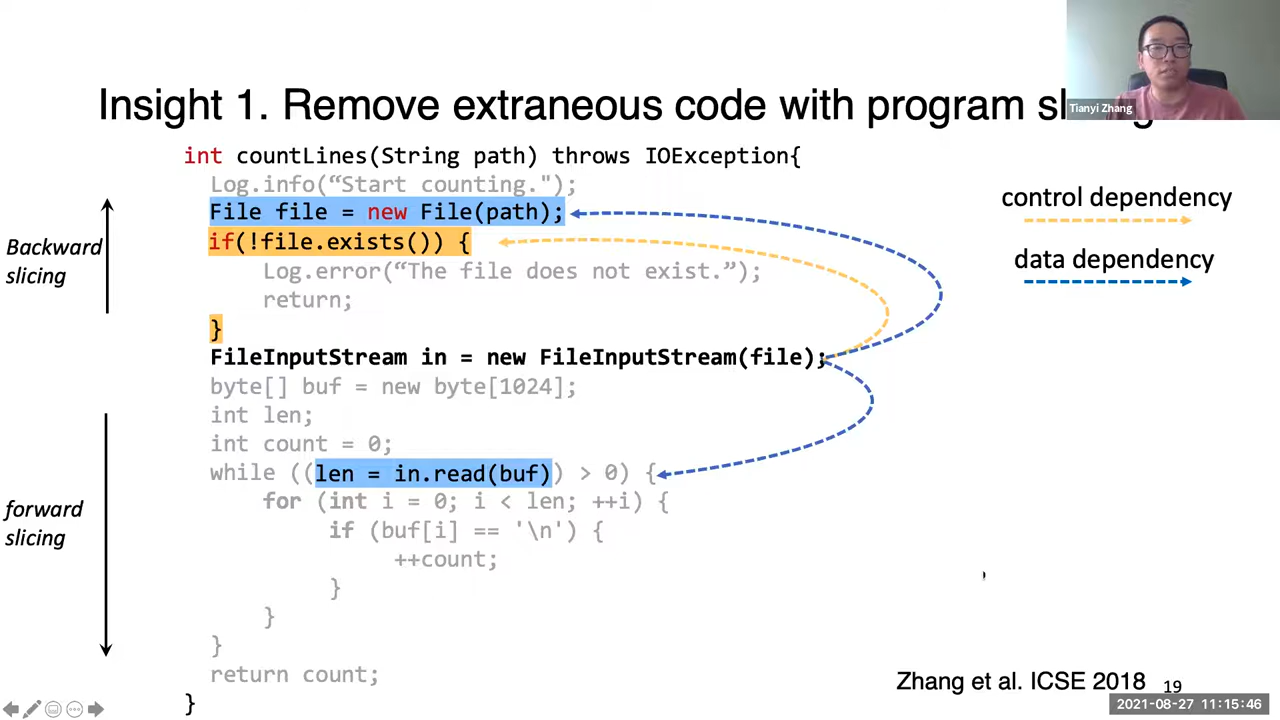 Tianyi Zhang
Insight 1. Remove extraneous code with program
int countLines(String path) throws IOException{
Log.info(“Start counting.");
File file = new File(path);
if(!file.exists()) {
Log.error(“The file does not exist.”);
return;
}
FileInputStream in = new FileInputStream(file);
byte[] buf = new byte[1024];
int len;
int count = 0;
while ((len = in.read(buf)) > 0) {
for (int i = 0; i < len; ++i) {
if (buf[i] == '\n') {
++count;
}
}
}
return count;
}
Backward
slicing
forward
slicing
control dependency
data dependency
Zhang et al. ICSE 2018
19
2021-08-27 11:15:46